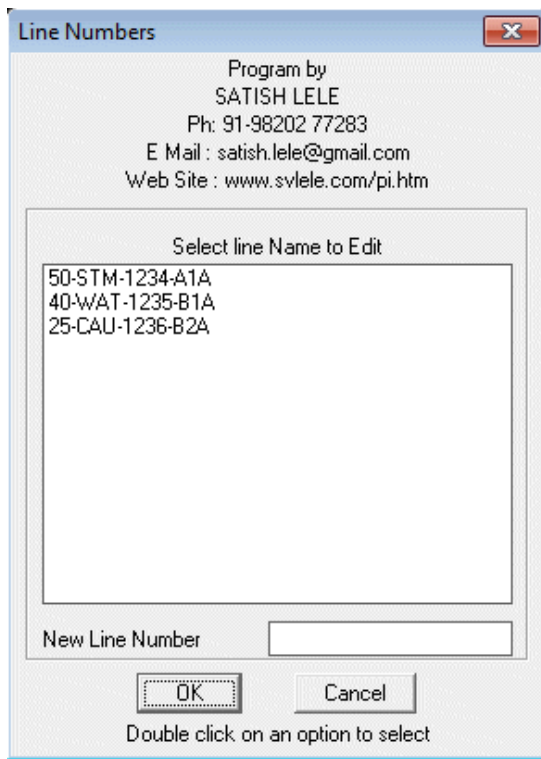 Line Numbers
Program by
SATISH LELE
Ph: 91-98202 77283
E Mail : satish.lele@gmail.com
Web Site : www.svlele.com/pi.htm
Select line Name to Edit
50-STM-1234-A1A
40-WAT-1235-B1A
25-CAU-1236-B2A
New Line Number
OK Cancel
Double click on an option to select